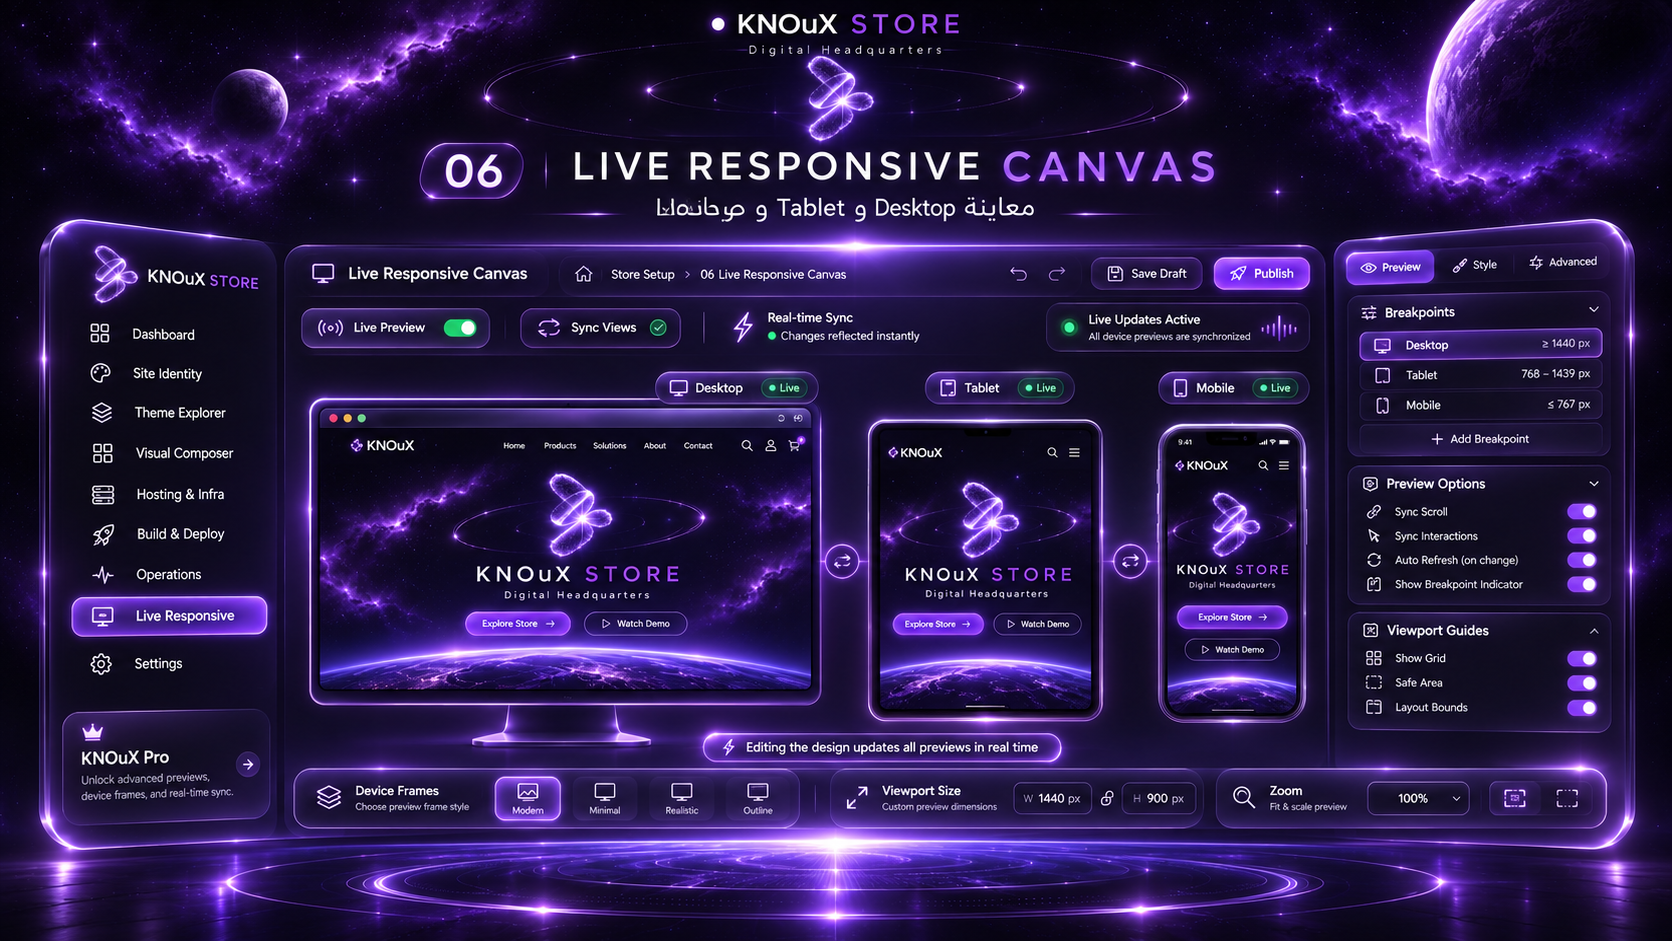 KNOuX STORE
Digital Headquarters
06
LIVE RESPONSIVE CANVAS
معاينة Desktop و Tablet و
KNOuX STORE
Dashboard
Site Identity
Theme Explorer
Visual Composer
Hosting & Infra
Build & Deploy
Operations
Live Responsive
Settings
KNOuX Pro
Unlock advanced previews,
device frames, and real-time sync.
Live Responsive Canvas
Store Setup > 06 Live Responsive Canvas
Save Draft
Publish
Live Preview
Sync Views
Real-time Sync
Changes reflected instantly
Live Updates Active
All device previews are synchronized
Desktop
Live
Tablet
Live
Mobile
Live
KNOuX
Home
Products
Solutions
About
Contact
KNOuX STORE
Digital Headquarters
Explore Store →
Watch Demo
KNOuX
KNOuX STORE
Digital Headquarters
Explore Store →
Watch Demo
9:41
KNOuX
KNOuX STORE
Digital Headquarters
Explore Store →
Watch Demo
Editing the design updates all previews in real time
Device Frames
Choose preview frame style
Modern
Minimal
Realistic
Outline
Viewport Size
Custom preview dimensions
W 1440 px
H 900 px
Zoom
Fit & scale preview
100%
Preview
Style
Advanced
Breakpoints
Desktop ≥ 1440 px
Tablet 768 – 1439 px
Mobile ≤ 767 px
+ Add Breakpoint
Preview Options
Sync Scroll
Sync Interactions
Auto Refresh (on change)
Show Breakpoint Indicator
Viewport Guides
Show Grid
Safe Area
Layout Bounds